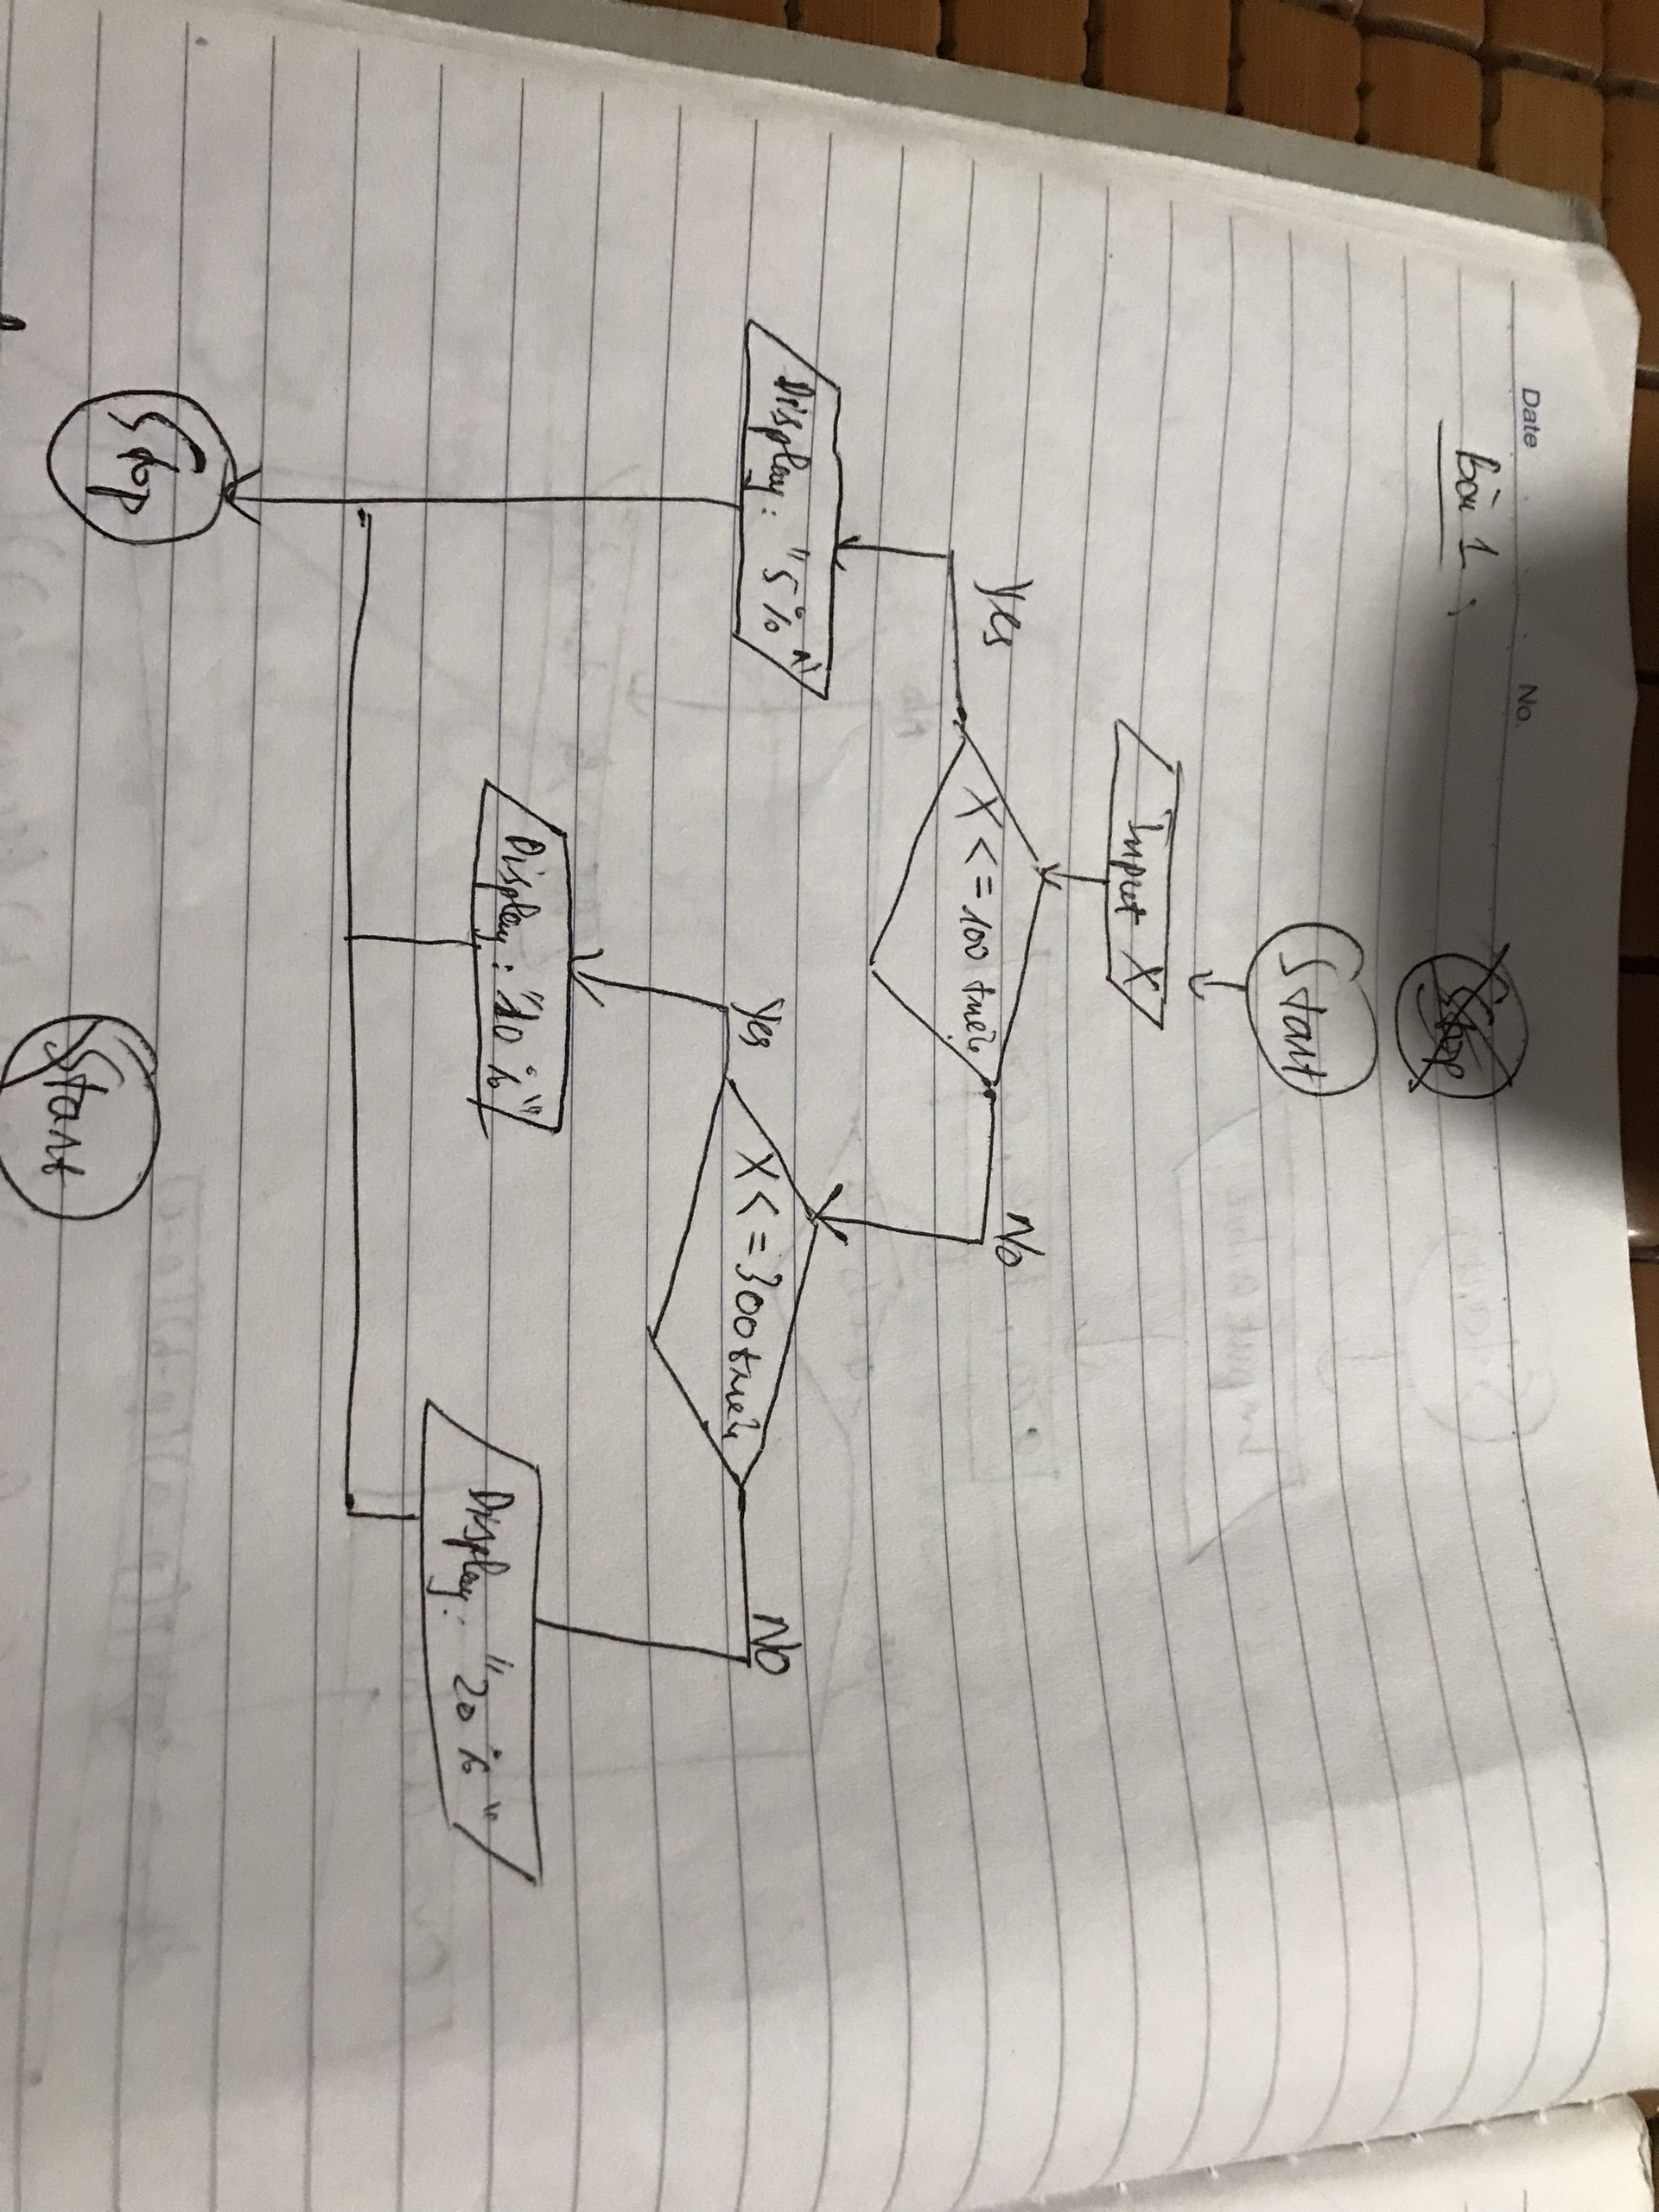 Date
No.
Bài 1:
Stop
Start
Input X
X <= 100 triệu
Yes
No
Display: "5%"
X <= 300 triệu
Yes
No
Display: "10%"
Display: "20%"
Stop
Start